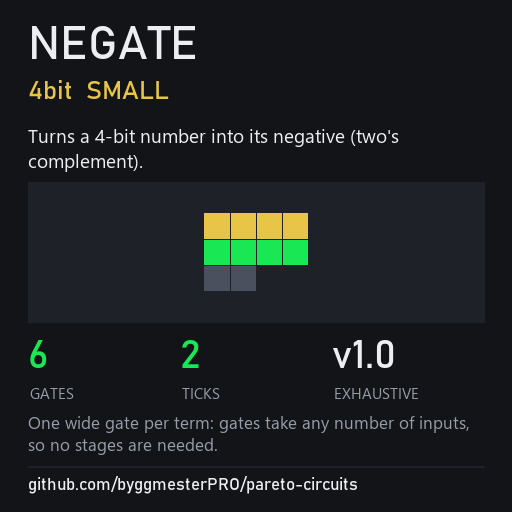 NEGATE
4bit SMALL
Turns a 4-bit number into its negative (two's
complement).
6
2
v1.0
GATES
TICKS
EXHAUSTIVE
One wide gate per term: gates take any number of inputs,
so no stages are needed.
github.com/byggmesterPRO/pareto-circuits